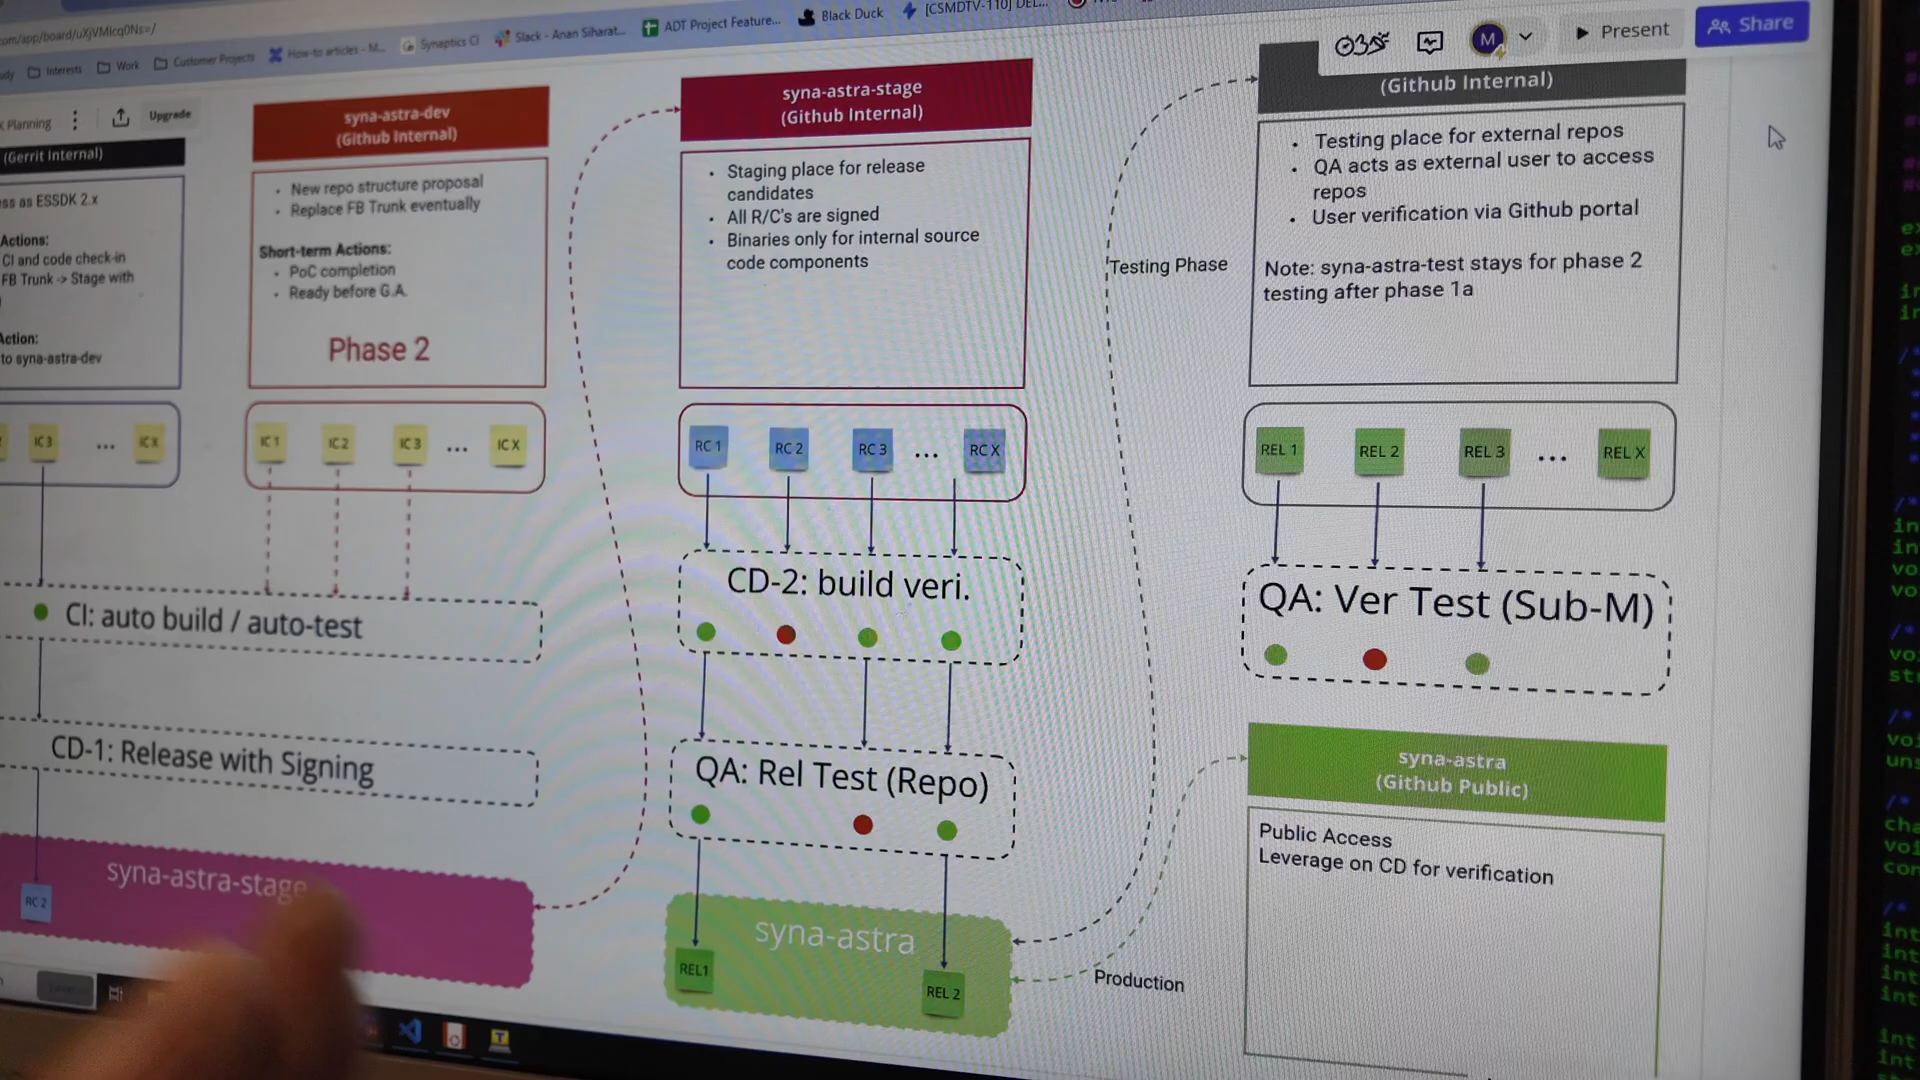 com/app/board/uXjVMIcq0Ns=/
Interests
Work
Customer Projects
How-to articles - M...
Synaptics CI
Slack - Anan Siharat...
ADT Project Feature...
Black Duck
[CSMDTV-110] DEL...
Planning
Upgrade
M
Present
Share
(Gerrit Internal)
ss as ESSDK 2.x
Actions:
CI and code check-in
FB Trunk -> Stage with
Action:
to syna-astra-dev
IC 3
...
IC X
syna-astra-dev
(Github Internal)
New repo structure proposal
Replace FB Trunk eventually
Short-term Actions:
PoC completion
Ready before G.A.
Phase 2
IC 1
IC 2
IC 3
...
IC X
CI: auto build / auto-test
CD-1: Release with Signing
syna-astra-stage
RC 2
syna-astra-stage
(Github Internal)
Staging place for release
candidates
All R/C's are signed
Binaries only for internal source
code components
RC 1
RC 2
RC 3
...
RC X
CD-2: build veri.
QA: Rel Test (Repo)
syna-astra
REL1
REL 2
Testing Phase
Production
(Github Internal)
Testing place for external repos
QA acts as external user to access
repos
User verification via Github portal
Note: syna-astra-test stays for phase 2
testing after phase 1a
REL 1
REL 2
REL 3
...
REL X
QA: Ver Test (Sub-M)
syna-astra
(Github Public)
Public Access
Leverage on CD for verification